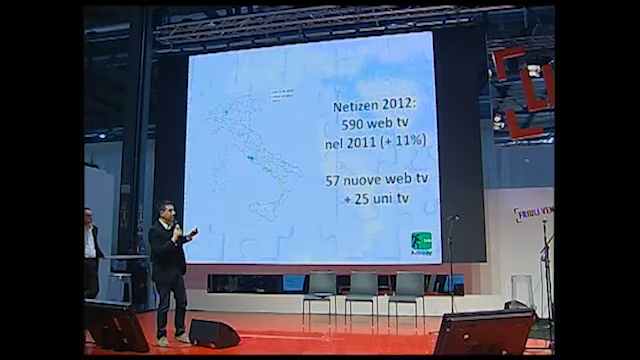 Netizen 2012:
590 web tv
nel 2011 (+ 11%)
57 nuove web tv
+ 25 uni tv
FRIULI VEN